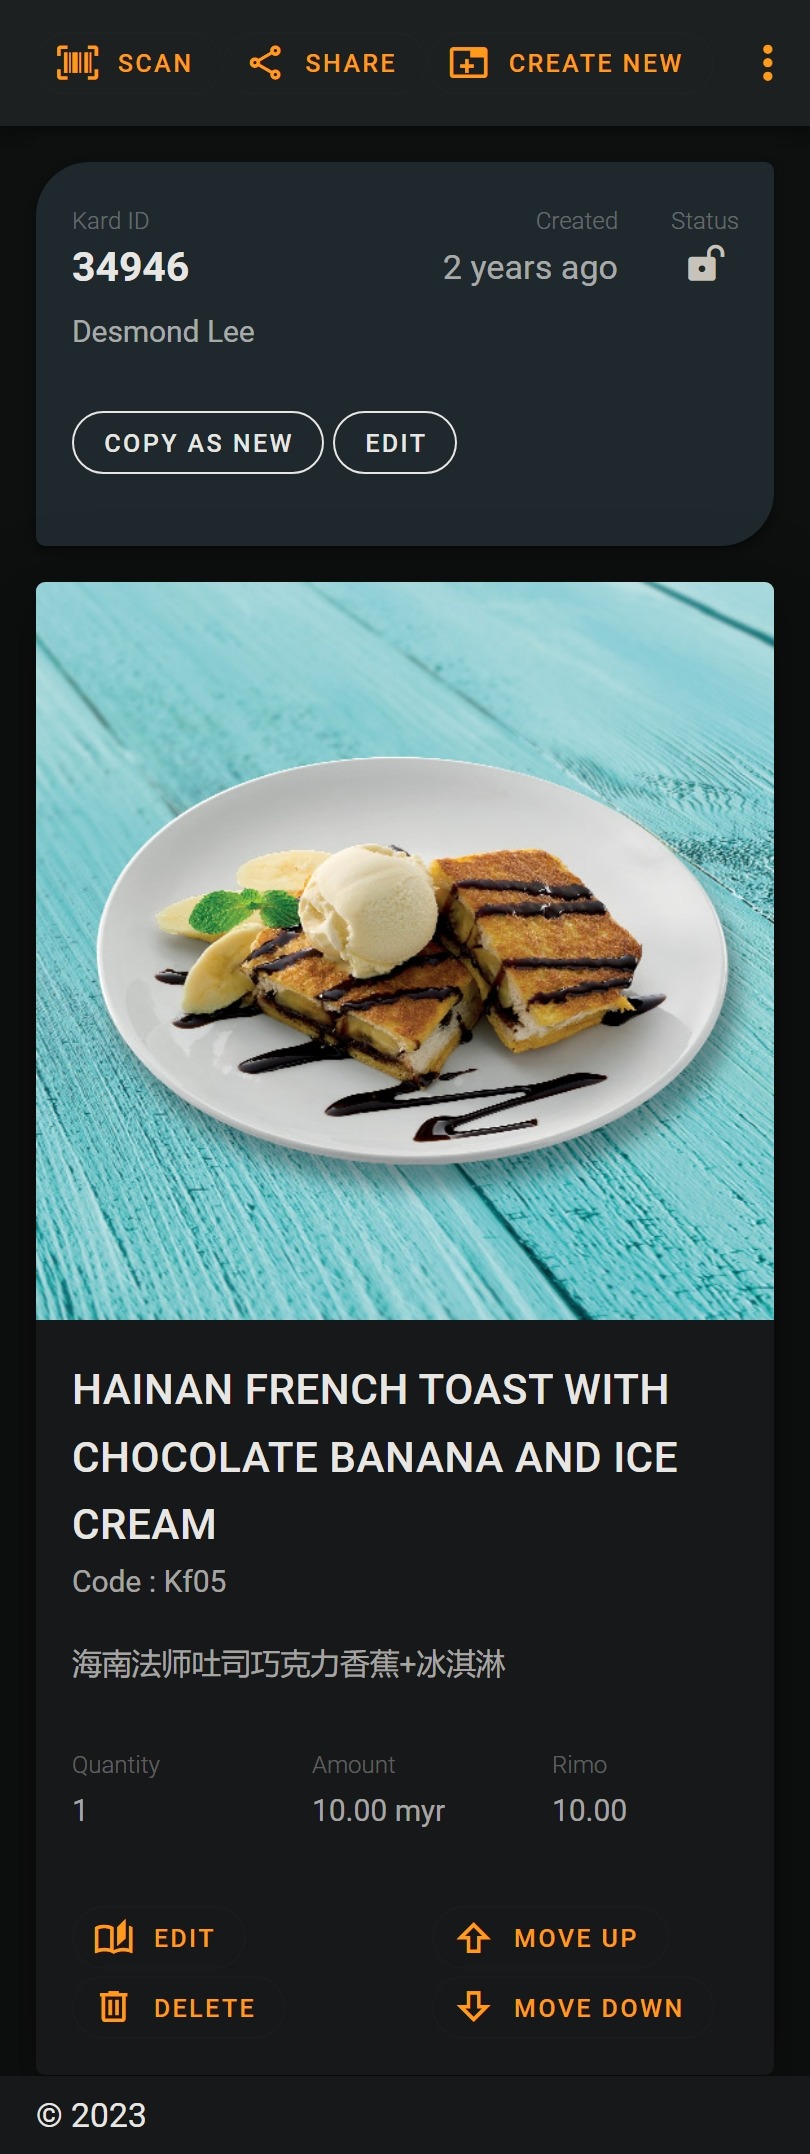 SCAN SHARE CREATE NEW
Kard ID Created Status
34946 2 years ago
Desmond Lee
COPY AS NEW EDIT
HAINAN FRENCH TOAST WITH
CHOCOLATE BANANA AND ICE
CREAM
Code : Kf05
海南法师吐司巧克力香蕉+冰淇淋
Quantity Amount Rimo
1 10.00 myr 10.00
EDIT MOVE UP
DELETE MOVE DOWN
© 2023